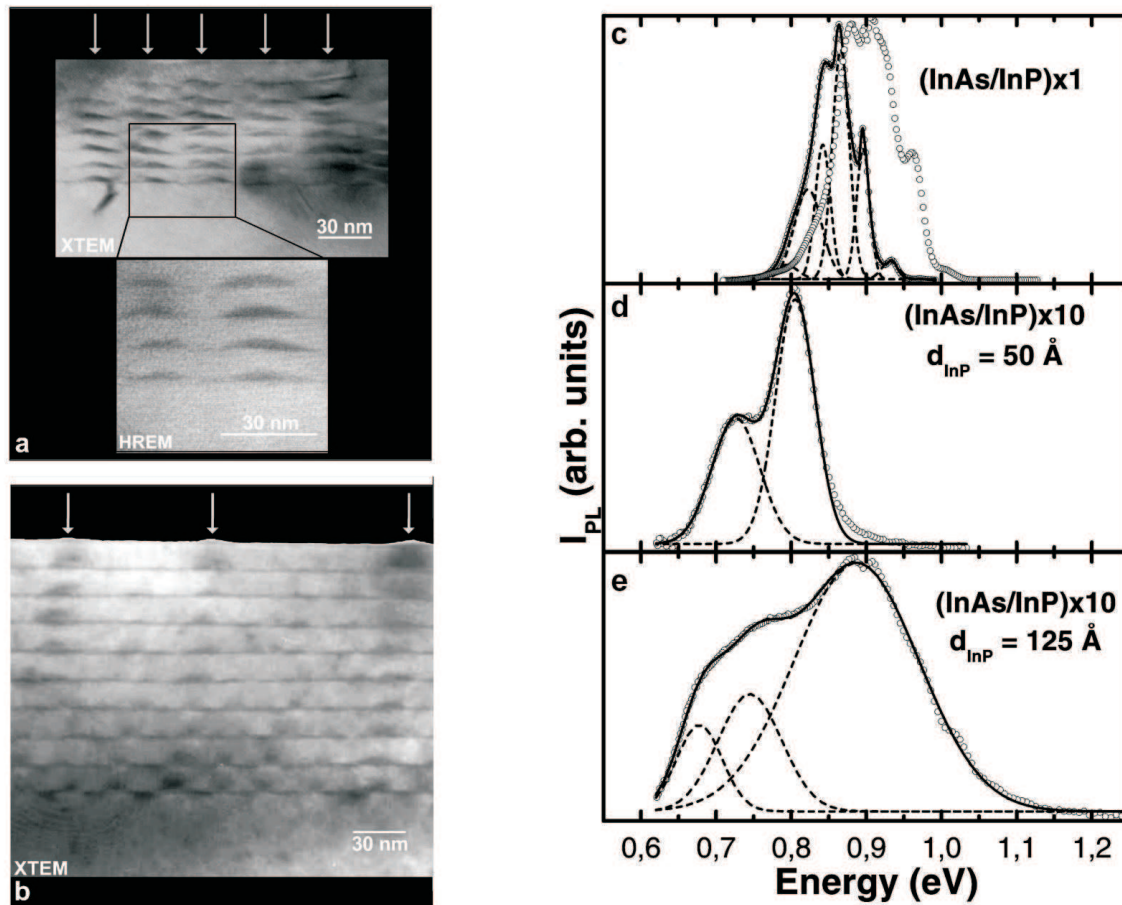 XTEM
30 nm
HREM
30 nm
a
30 nm
XTEM
b
c
(InAs/InP)x1
d
(InAs/InP)x10
d_InP = 50 Å
e
(InAs/InP)x10
d_InP = 125 Å
I_PL (arb. units)
0,6 0,7 0,8 0,9 1,0 1,1 1,2
Energy (eV)